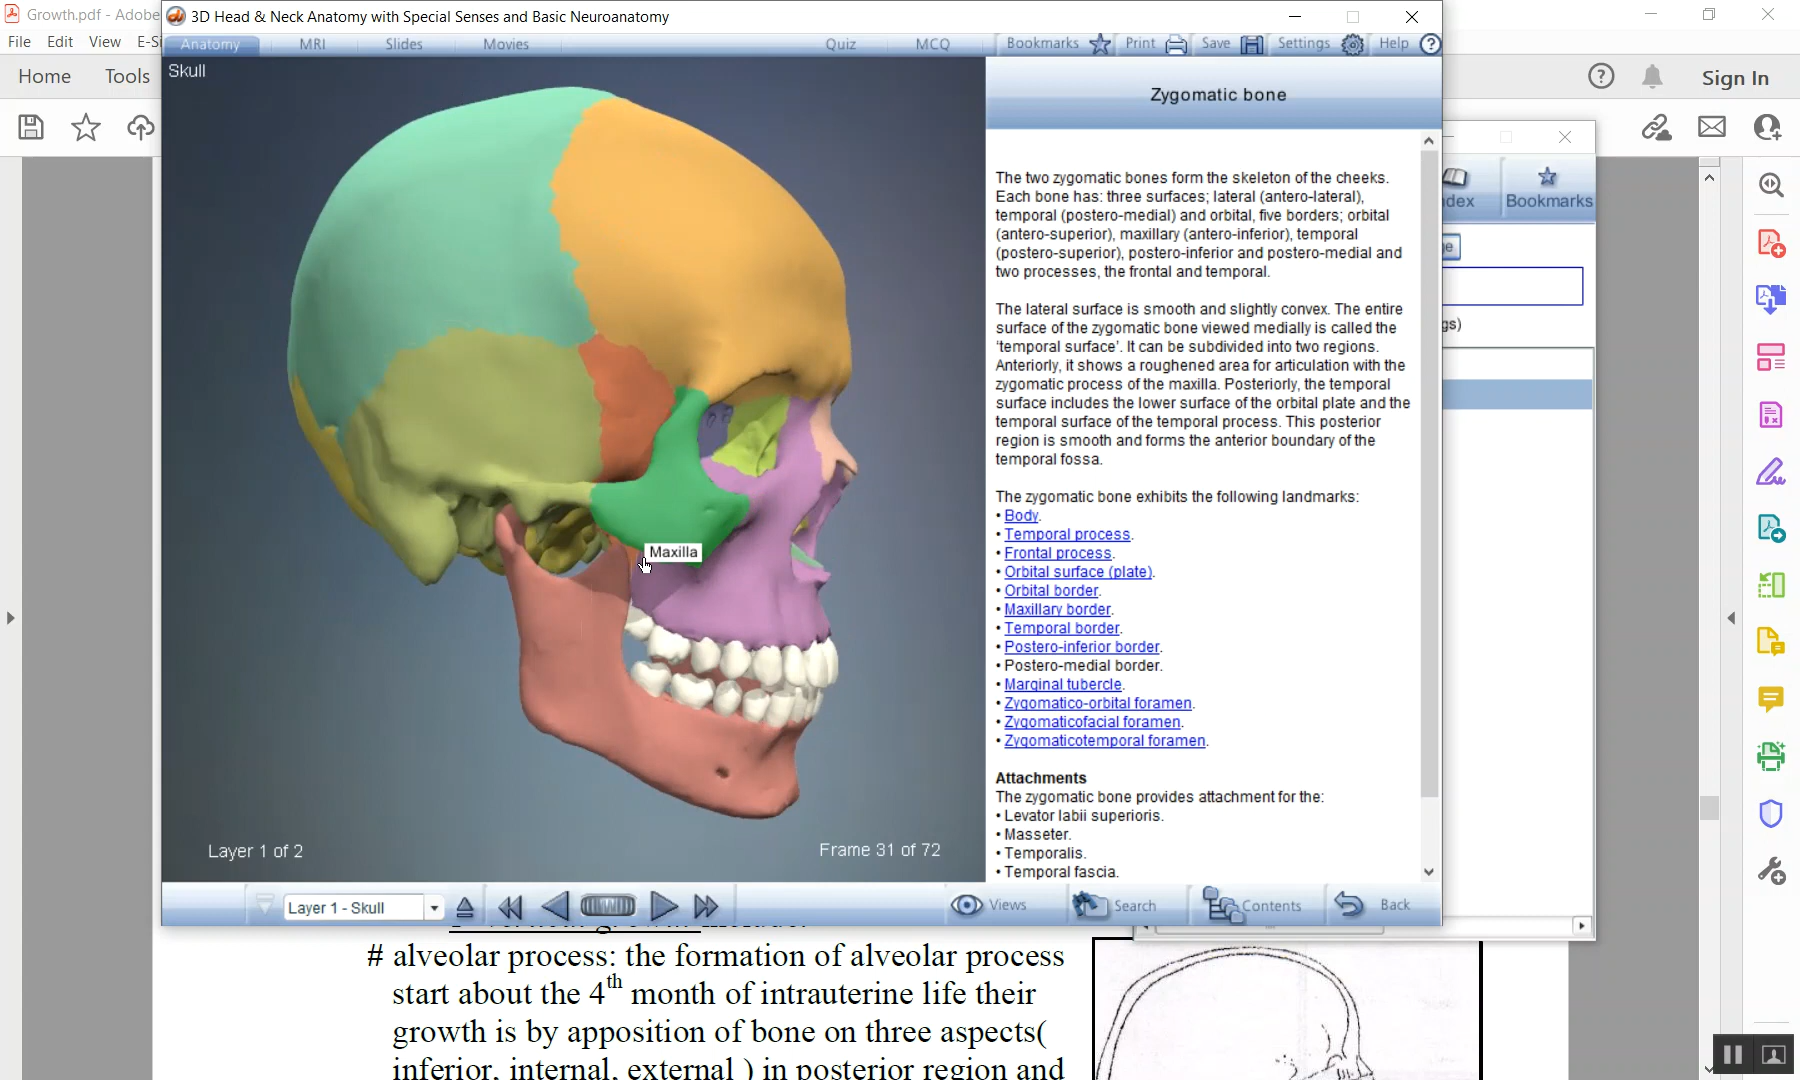 Growth.pdf - Adobe
3D Head & Neck Anatomy with Special Senses and Basic Neuroanatomy
File Edit View E-Si
Anatomy MRI Slides Movies Quiz MCQ Bookmarks Print Save Settings Help
Home Tools
Sign In
Skull
Zygomatic bone
The two zygomatic bones form the skeleton of the cheeks.
Each bone has: three surfaces; lateral (antero-lateral),
temporal (postero-medial) and orbital, five borders; orbital
(antero-superior), maxillary (antero-inferior), temporal
(postero-superior), postero-inferior and postero-medial and
two processes, the frontal and temporal.
The lateral surface is smooth and slightly convex. The entire
surface of the zygomatic bone viewed medially is called the
'temporal surface'. It can be subdivided into two regions.
Anteriorly, it shows a roughened area for articulation with the
zygomatic process of the maxilla. Posteriorly, the temporal
surface includes the lower surface of the orbital plate and the
temporal surface of the temporal process. This posterior
region is smooth and forms the anterior boundary of the
temporal fossa.
The zygomatic bone exhibits the following landmarks:
• Body.
• Temporal process.
• Frontal process.
• Orbital surface (plate).
• Orbital border.
• Maxillary border.
• Temporal border.
• Postero-inferior border.
• Postero-medial border.
• Marginal tubercle.
• Zygomatico-orbital foramen.
• Zygomaticofacial foramen.
• Zygomaticotemporal foramen.
Attachments
The zygomatic bone provides attachment for the:
• Levator labii superioris.
• Masseter.
• Temporalis.
• Temporal fascia.
dex Bookmarks
ge
gs)
Maxilla
Layer 1 of 2
Frame 31 of 72
Layer 1 - Skull
Views Search Contents Back
# alveolar process: the formation of alveolar process
start about the 4th month of intrauterine life their
growth is by apposition of bone on three aspects(
inferior, internal, external ) in posterior region and